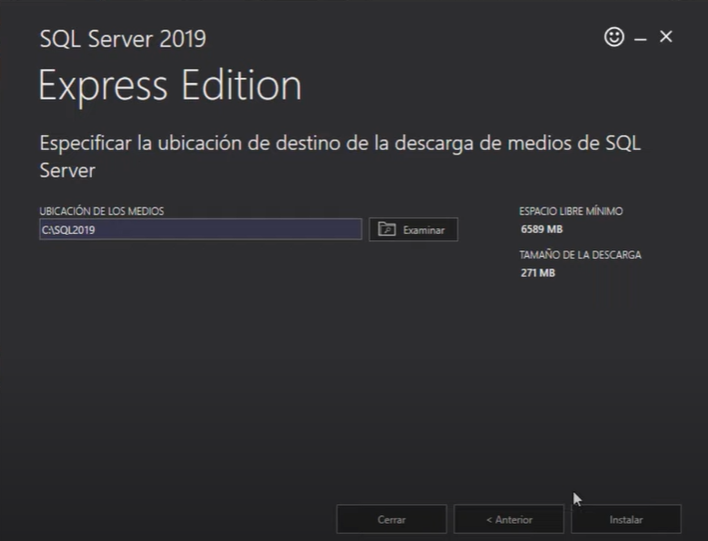 SQL Server 2019
Express Edition
Especificar la ubicación de destino de la descarga de medios de SQL
Server
UBICACIÓN DE LOS MEDIOS
C:\SQL2019
Examinar
ESPACIO LIBRE MÍNIMO
6589 MB
TAMAÑO DE LA DESCARGA
271 MB
Cerrar
< Anterior
Instalar